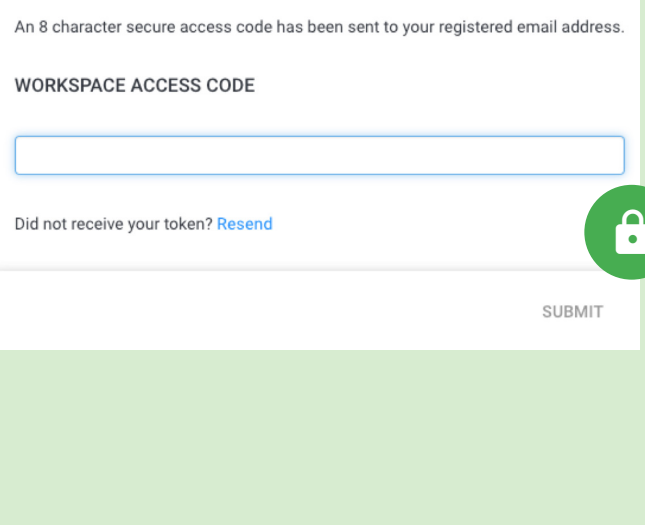 An 8 character secure access code has been sent to your registered email address.
WORKSPACE ACCESS CODE
Did not receive your token? Resend
SUBMIT